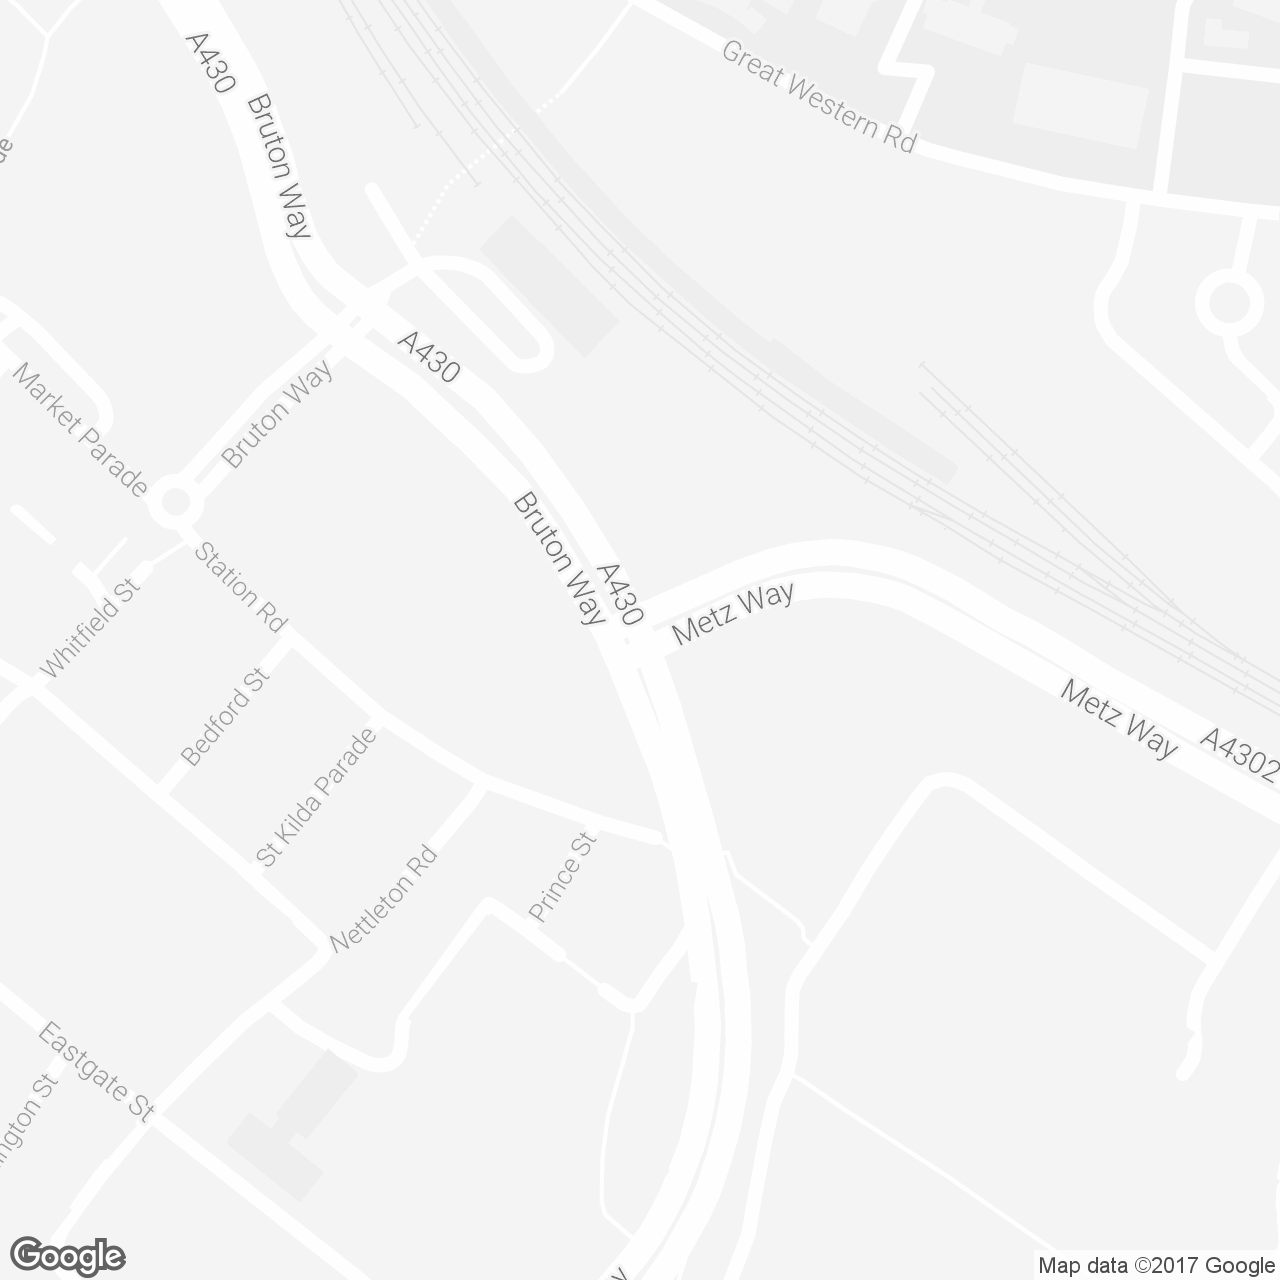 A430
Bruton Way
Great Western Rd
A430
Bruton Way
Market Parade
Bruton Way
A430
Metz Way
Station Rd
Whitfield St
Bedford St
St Kilda Parade
Metz Way
A4302
Prince St
Nettleton Rd
Eastgate St
Google
Map data ©2017 Google